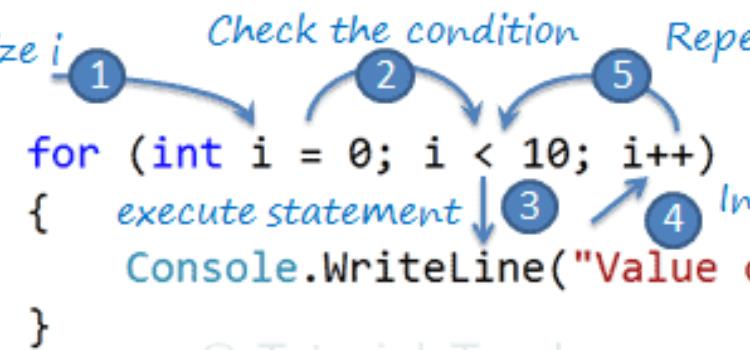 ze i Check the condition Repe
1 2 5
for (int i = 0; i < 10; i++)
{ execute statement 3 4 In
Console.WriteLine("Value
}